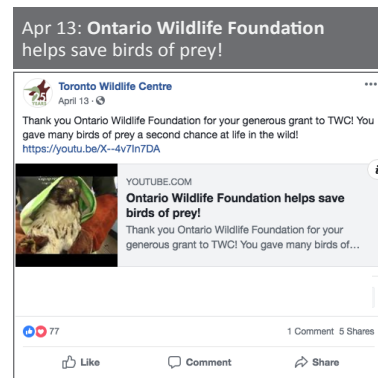 Apr 13: Ontario Wildlife Foundation
helps save birds of prey!
Toronto Wildlife Centre
April 13 ·
Thank you Ontario Wildlife Foundation for your generous grant to TWC! You
gave many birds of prey a second chance at life in the wild!
https://youtu.be/X--4v7In7DA
YOUTUBE.COM
Ontario Wildlife Foundation helps save
birds of prey!
Thank you Ontario Wildlife Foundation for your
generous grant to TWC! You gave many birds of…
77
1 Comment 5 Shares
Like
Comment
Share